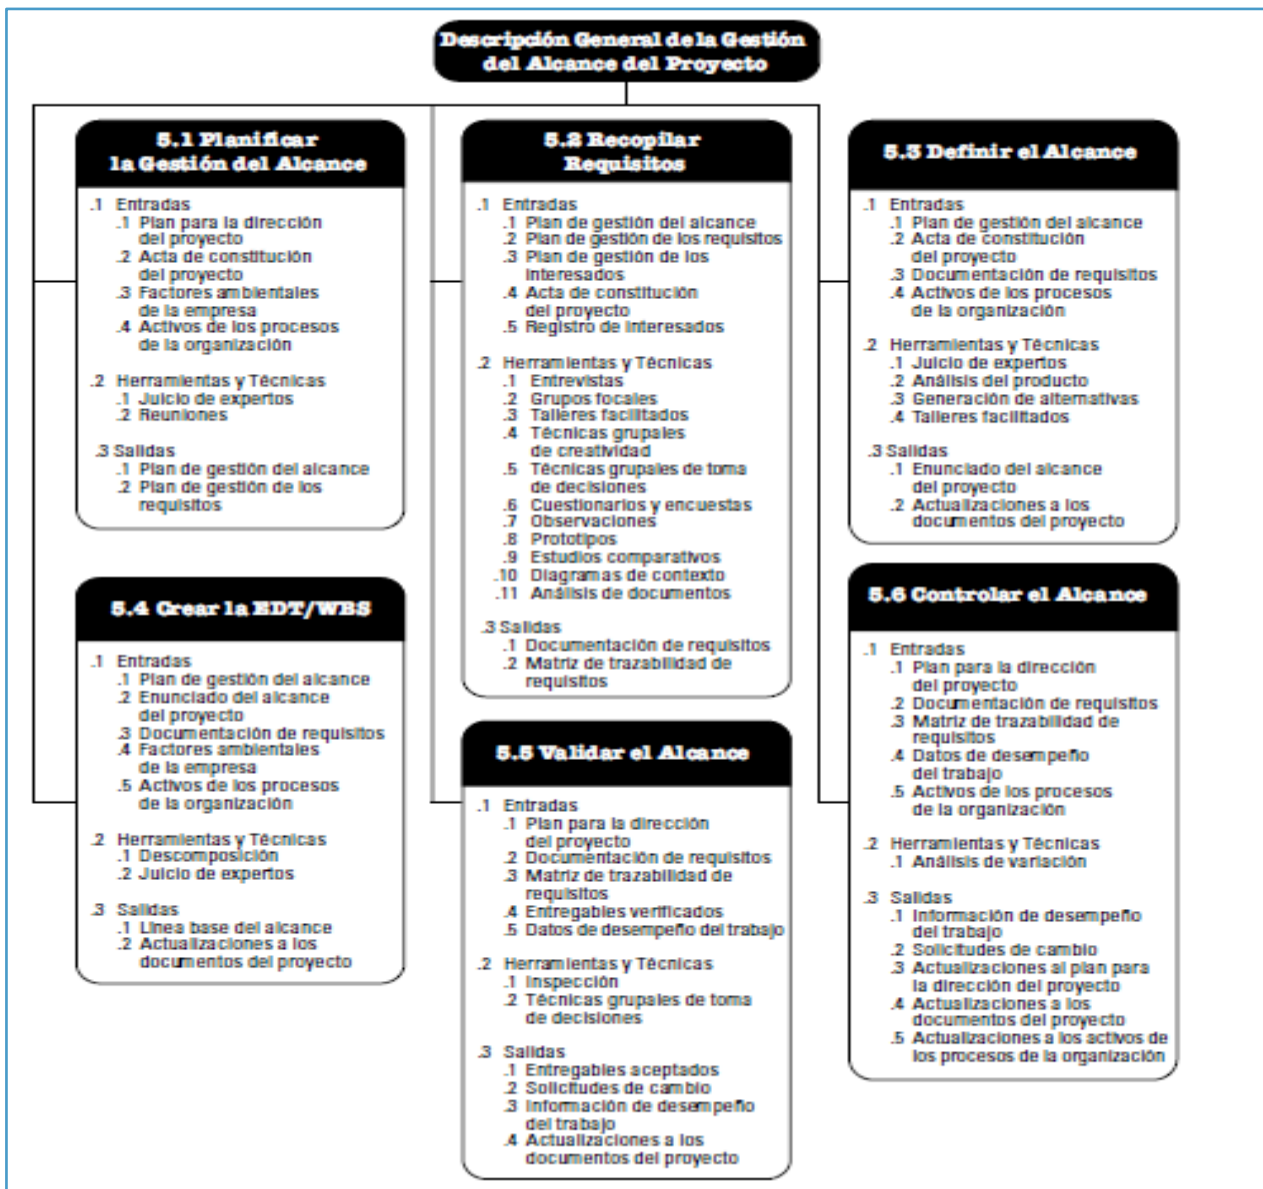 Descripción General de la Gestión
del Alcance del Proyecto
5.1 Planificar
la Gestión del Alcance
.1 Entradas
.1 Plan para la dirección
del proyecto
.2 Acta de constitución
del proyecto
.3 Factores ambientales
de la empresa
.4 Activos de los procesos
de la organización
.2 Herramientas y Técnicas
.1 Juicio de expertos
.2 Reuniones
.3 Salidas
.1 Plan de gestión del alcance
.2 Plan de gestión de los
requisitos
5.2 Recopilar
Requisitos
.1 Entradas
.1 Plan de gestión del alcance
.2 Plan de gestión de los requisitos
.3 Plan de gestión de los
interesados
.4 Acta de constitución
del proyecto
.5 Registro de interesados
.2 Herramientas y Técnicas
.1 Entrevistas
.2 Grupos focales
.3 Talleres facilitados
.4 Técnicas grupales
de creatividad
.5 Técnicas grupales de toma
de decisiones
.6 Cuestionarios y encuestas
.7 Observaciones
.8 Prototipos
.9 Estudios comparativos
.10 Diagramas de contexto
.11 Análisis de documentos
.3 Salidas
.1 Documentación de requisitos
.2 Matriz de trazabilidad de
requisitos
5.3 Definir el Alcance
.1 Entradas
.1 Plan de gestión del alcance
.2 Acta de constitución
del proyecto
.3 Documentación de requisitos
.4 Activos de los procesos
de la organización
.2 Herramientas y Técnicas
.1 Juicio de expertos
.2 Análisis del producto
.3 Generación de alternativas
.4 Talleres facilitados
.3 Salidas
.1 Enunciado del alcance
del proyecto
.2 Actualizaciones a los
documentos del proyecto
5.4 Crear la EDT/WBS
.1 Entradas
.1 Plan de gestión del alcance
.2 Enunciado del alcance
del proyecto
.3 Documentación de requisitos
.4 Factores ambientales
de la empresa
.5 Activos de los procesos
de la organización
.2 Herramientas y Técnicas
.1 Descomposición
.2 Juicio de expertos
.3 Salidas
.1 Línea base del alcance
.2 Actualizaciones a los
documentos del proyecto
5.5 Validar el Alcance
.1 Entradas
.1 Plan para la dirección
del proyecto
.2 Documentación de requisitos
.3 Matriz de trazabilidad de
requisitos
.4 Entregables verificados
.5 Datos de desempeño del trabajo
.2 Herramientas y Técnicas
.1 Inspección
.2 Técnicas grupales de toma
de decisiones
.3 Salidas
.1 Entregables aceptados
.2 Solicitudes de cambio
.3 Información de desempeño
del trabajo
.4 Actualizaciones a los
documentos del proyecto
5.6 Controlar el Alcance
.1 Entradas
.1 Plan para la dirección
del proyecto
.2 Documentación de requisitos
.3 Matriz de trazabilidad de
requisitos
.4 Datos de desempeño
del trabajo
.5 Activos de los procesos
de la organización
.2 Herramientas y Técnicas
.1 Análisis de variación
.3 Salidas
.1 Información de desempeño
del trabajo
.2 Solicitudes de cambio
.3 Actualizaciones al plan para
la dirección del proyecto
.4 Actualizaciones a los
documentos del proyecto
.5 Actualizaciones a los activos de
los procesos de la organización